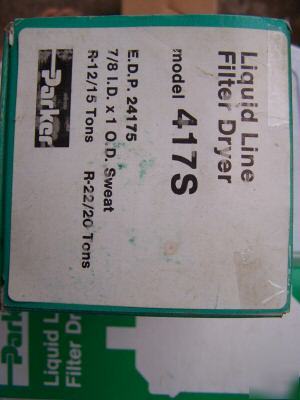 Liquid Line
Filter Dryer
model 417S
E.D.P. 24175
7/8 I.D. x 1 O.D. Sweat
R-12/15 Tons R-22/20 Tons
Parker
Parker
Liquid Li
Filter Dr